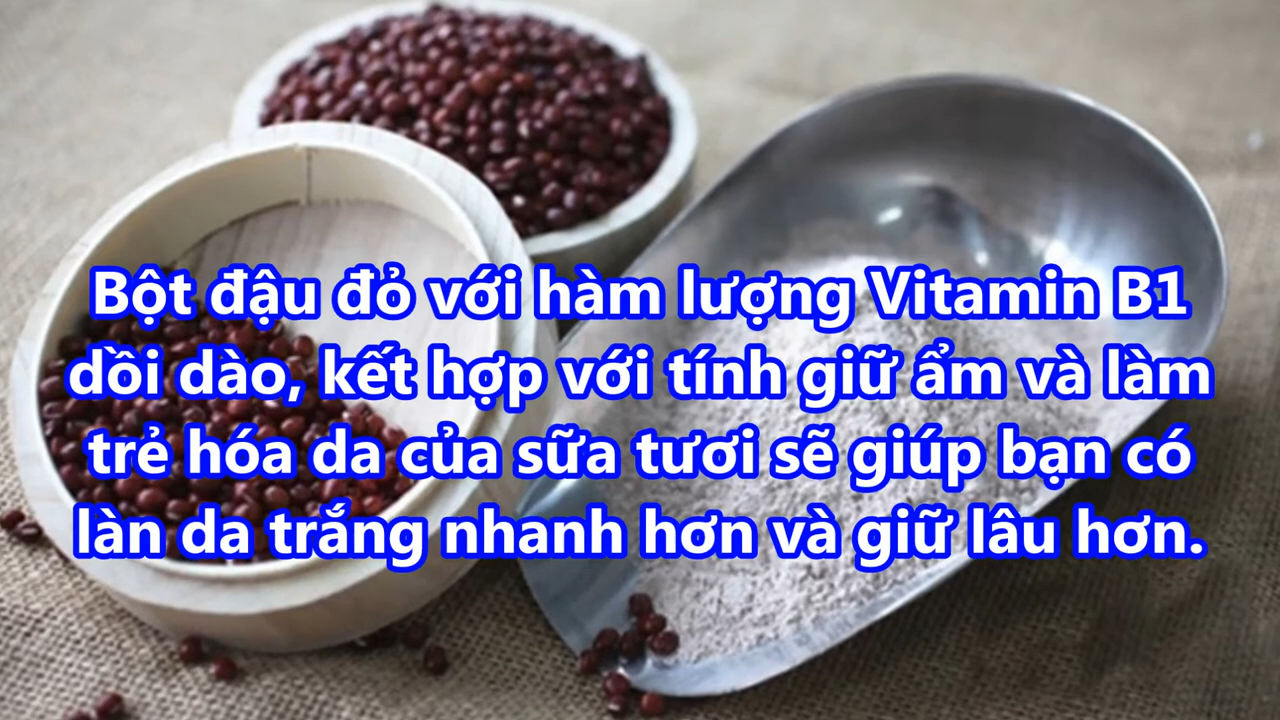 Bột đậu đỏ với hàm lượng Vitamin B1
dồi dào, kết hợp với tính giữ ẩm và làm
trẻ hóa da của sữa tươi sẽ giúp bạn có
làn da trắng nhanh hơn và giữ lâu hơn.